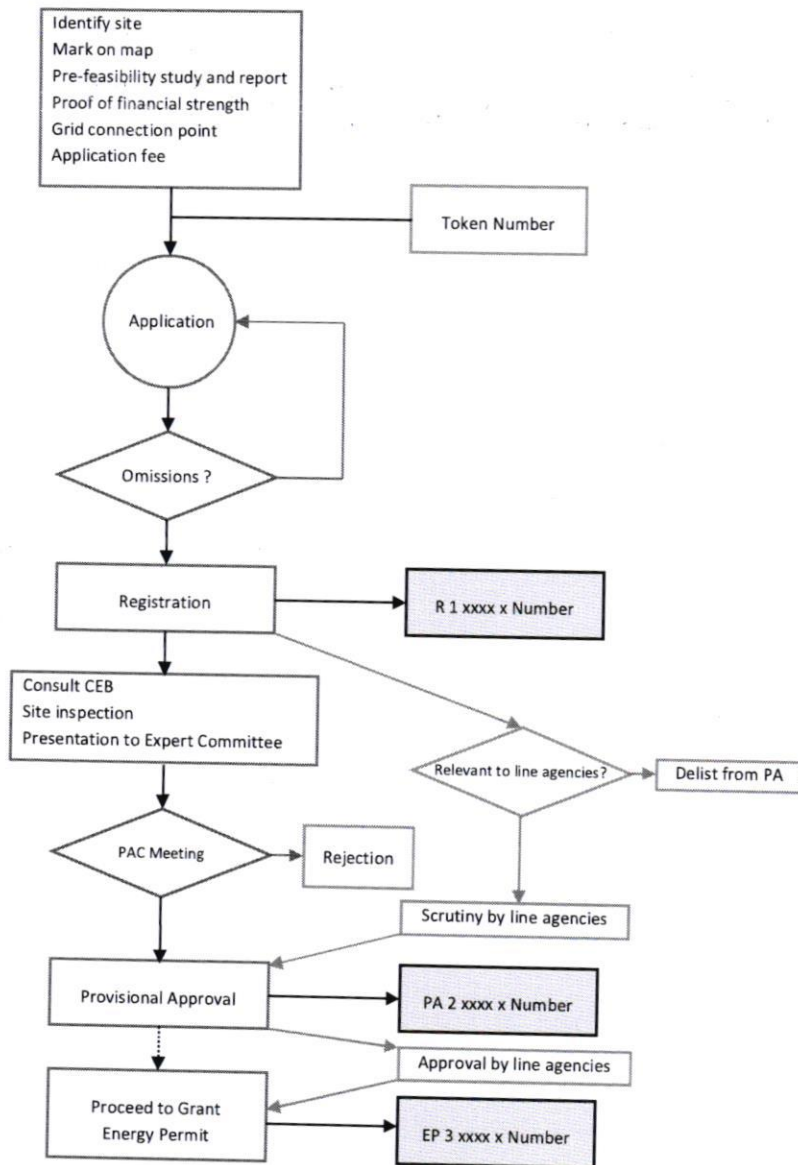 Identify site
Mark on map
Pre-feasibility study and report
Proof of financial strength
Grid connection point
Application fee
Token Number
Application
Omissions ?
Registration
R 1 xxxx x Number
Consult CEB
Site inspection
Presentation to Expert Committee
Relevant to line agencies?
Delist from PA
PAC Meeting
Rejection
Scrutiny by line agencies
Provisional Approval
PA 2 xxxx x Number
Approval by line agencies
Proceed to Grant
Energy Permit
EP 3 xxxx x Number